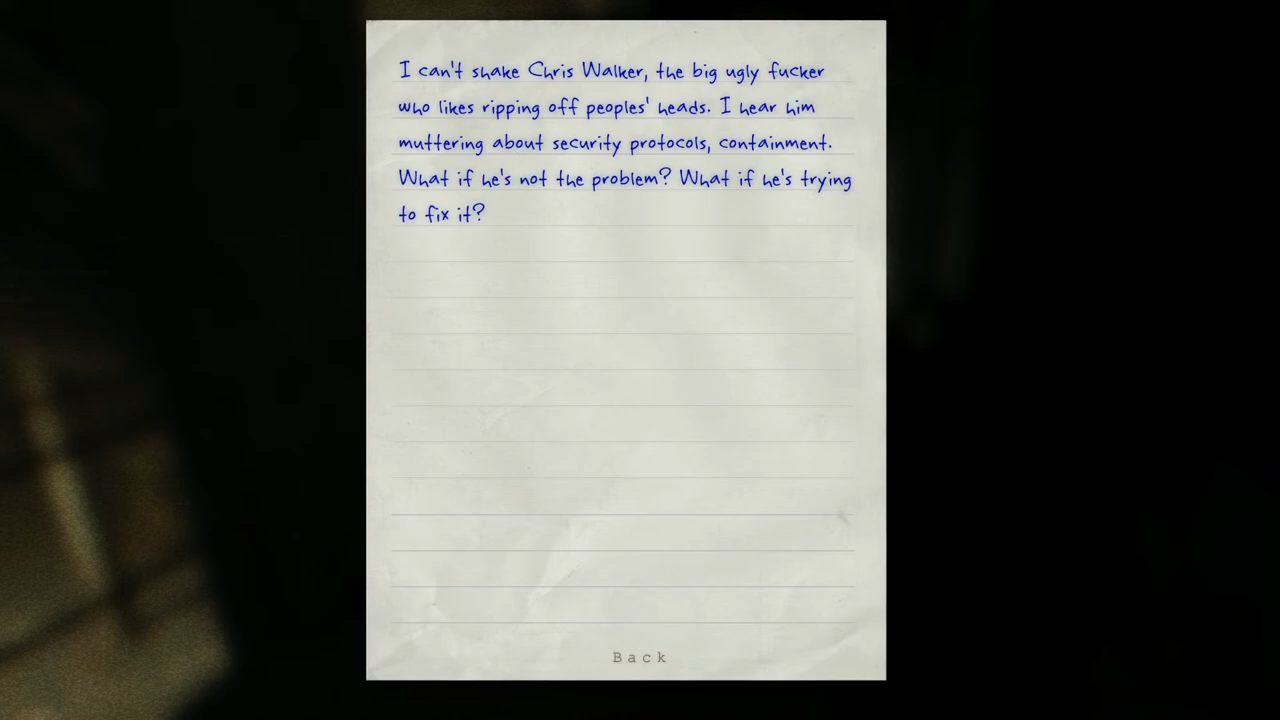 I can't shake Chris Walker, the big ugly fucker
who likes ripping off peoples' heads. I hear him
muttering about security protocols, containment.
What if he's not the problem? What if he's trying
to fix it?
Back